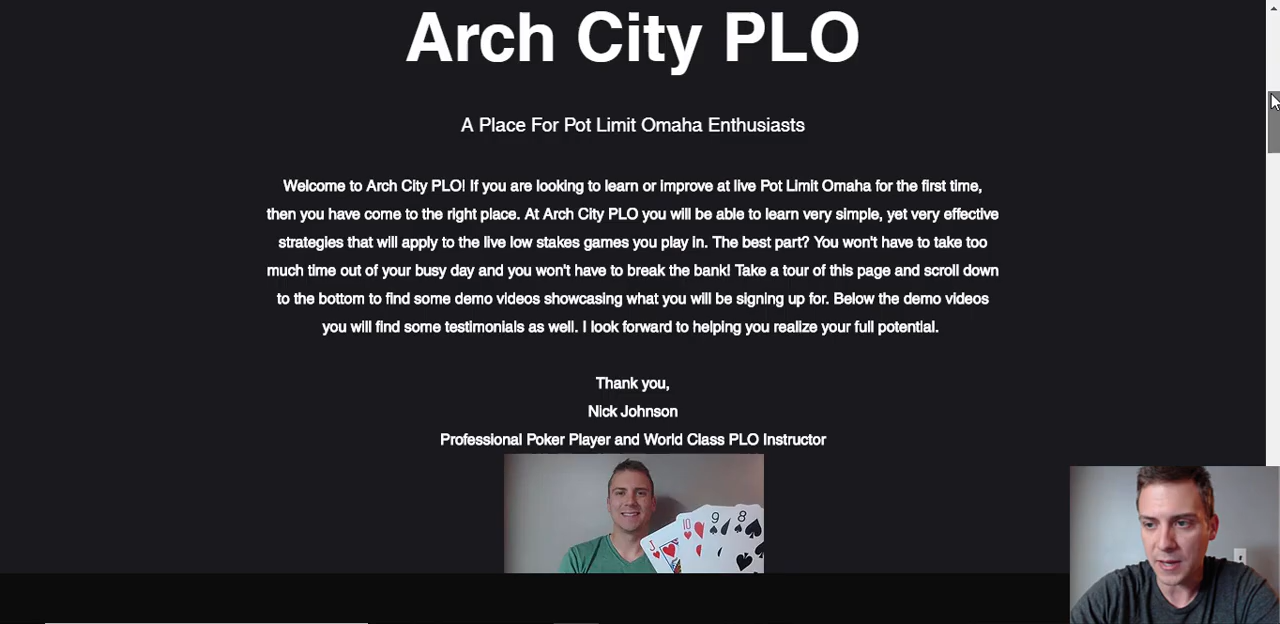 Arch City PLO
A Place For Pot Limit Omaha Enthusiasts
Welcome to Arch City PLO! If you are looking to learn or improve at live Pot Limit Omaha for the first time,
then you have come to the right place. At Arch City PLO you will be able to learn very simple, yet very effective
strategies that will apply to the live low stakes games you play in. The best part? You won't have to take too
much time out of your busy day and you won't have to break the bank! Take a tour of this page and scroll down
to the bottom to find some demo videos showcasing what you will be signing up for. Below the demo videos
you will find some testimonials as well. I look forward to helping you realize your full potential.
Thank you,
Nick Johnson
Professional Poker Player and World Class PLO Instructor
J 10 9 8